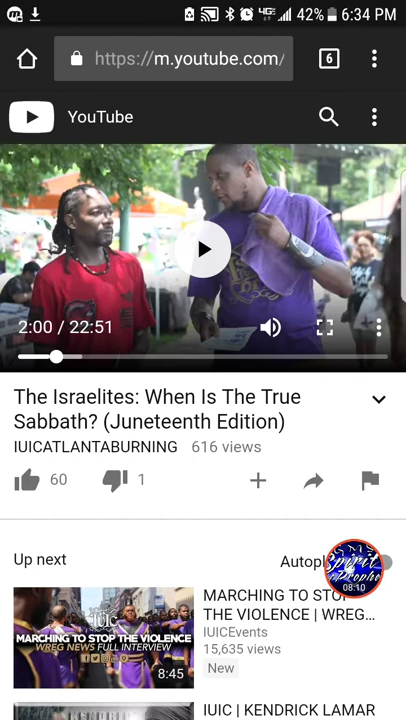 4G
42%
6:34 PM
https://m.youtube.com/
6
YouTube
2:00 / 22:51
The Israelites: When Is The True
Sabbath? (Juneteenth Edition)
IUICATLANTABURNING 616 views
60
1
Up next
Autopl
Spirit
08:10
IUIC
MARCHING TO STOP THE VIOLENCE
WREG NEWS FULL INTERVIEW
8:45
MARCHING TO STOP
THE VIOLENCE | WREG...
IUICEvents
15,635 views
New
IUIC | KENDRICK LAMAR